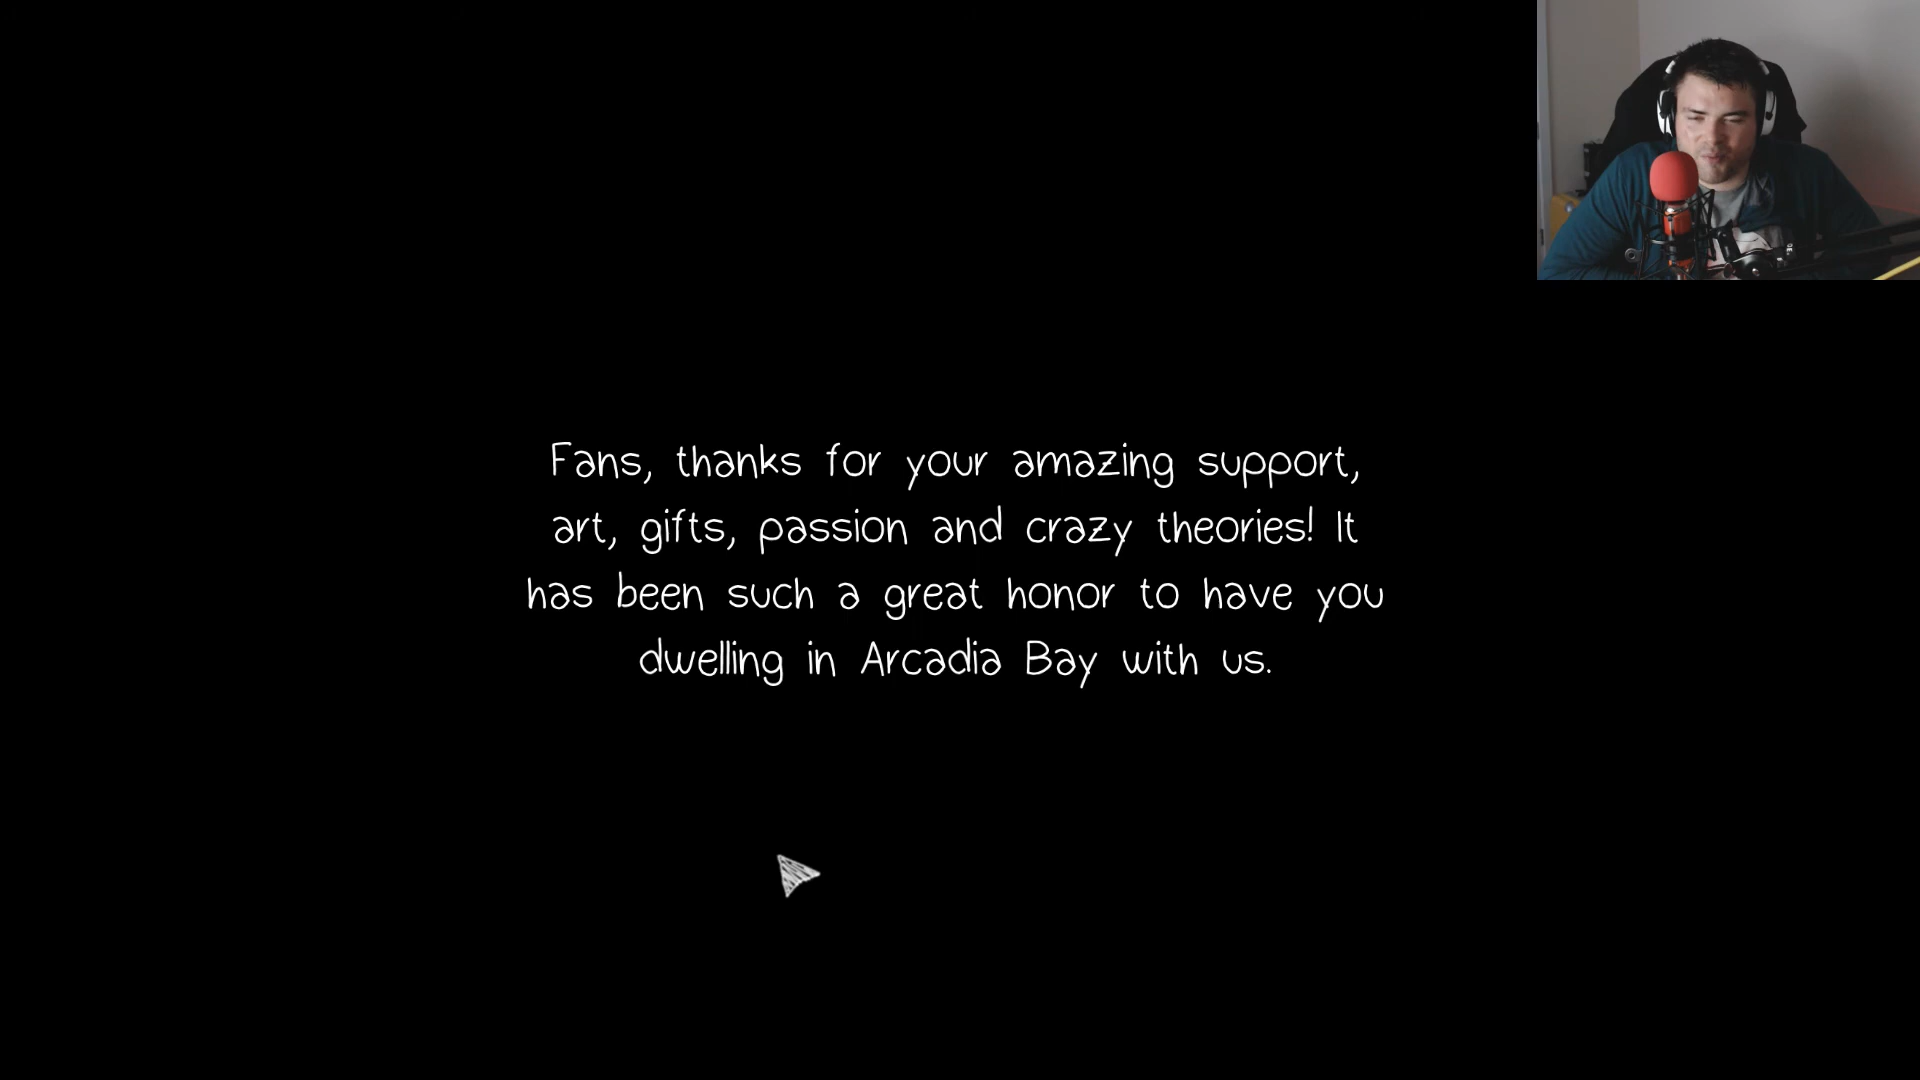 Fans, thanks for your amazing support,
art, gifts, passion and crazy theories! It
has been such a great honor to have you
dwelling in Arcadia Bay with us.